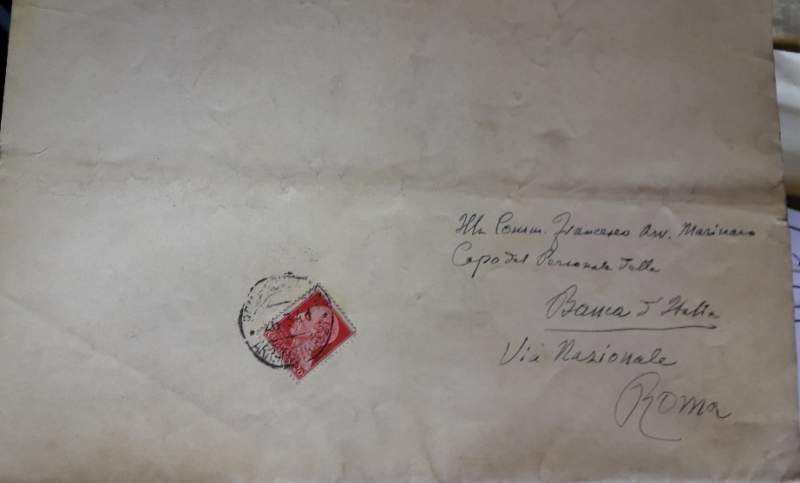 Ill. Comm. Francesco Avv. Marinaro
Capo del Personale della
Banca d'Italia
Via Nazionale
Roma